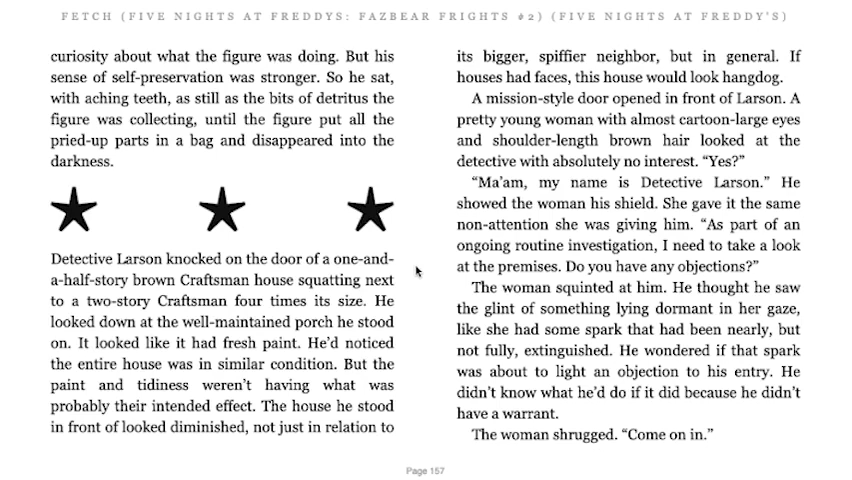 FETCH (FIVE NIGHTS AT FREDDYS: FAZBEAR FRIGHTS #2) (FIVE NIGHTS AT FREDDY'S)
curiosity about what the figure was doing. But his
sense of self-preservation was stronger. So he sat,
with aching teeth, as still as the bits of detritus the
figure was collecting, until the figure put all the
pried-up parts in a bag and disappeared into the
darkness.
Detective Larson knocked on the door of a one-and-
a-half-story brown Craftsman house squatting next
to a two-story Craftsman four times its size. He
looked down at the well-maintained porch he stood
on. It looked like it had fresh paint. He’d noticed
the entire house was in similar condition. But the
paint and tidiness weren’t having what was
probably their intended effect. The house he stood
in front of looked diminished, not just in relation to
its bigger, spiffier neighbor, but in general. If
houses had faces, this house would look hangdog.
A mission-style door opened in front of Larson. A
pretty young woman with almost cartoon-large eyes
and shoulder-length brown hair looked at the
detective with absolutely no interest. “Yes?”
“Ma’am, my name is Detective Larson.” He
showed the woman his shield. She gave it the same
non-attention she was giving him. “As part of an
ongoing routine investigation, I need to take a look
at the premises. Do you have any objections?”
The woman squinted at him. He thought he saw
the glint of something lying dormant in her gaze,
like she had some spark that had been nearly, but
not fully, extinguished. He wondered if that spark
was about to light an objection to his entry. He
didn’t know what he’d do if it did because he didn’t
have a warrant.
The woman shrugged. “Come on in.”
Page 157